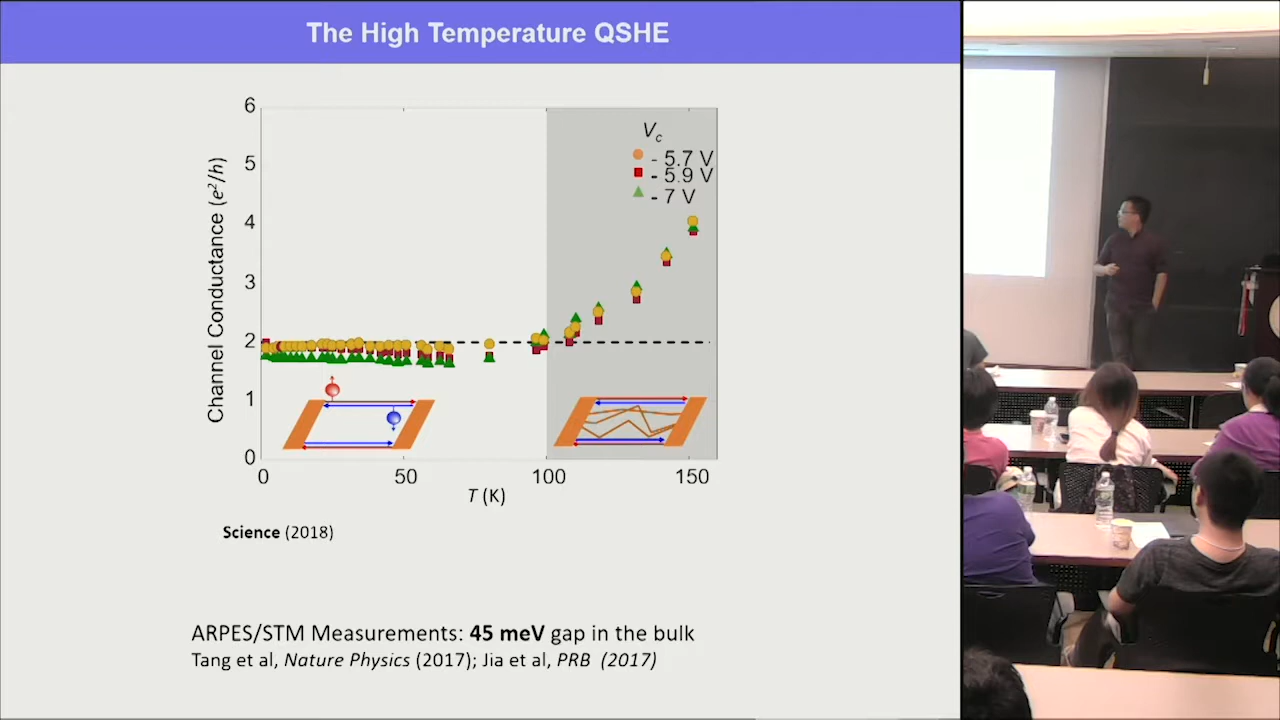 The High Temperature QSHE
6
5
4
3
2
1
0
Channel Conductance (e²/h)
Vc
- 5.7 V
- 5.9 V
- 7 V
0 50 100 150
T (K)
Science (2018)
ARPES/STM Measurements: 45 meV gap in the bulk
Tang et al, Nature Physics (2017); Jia et al, PRB (2017)